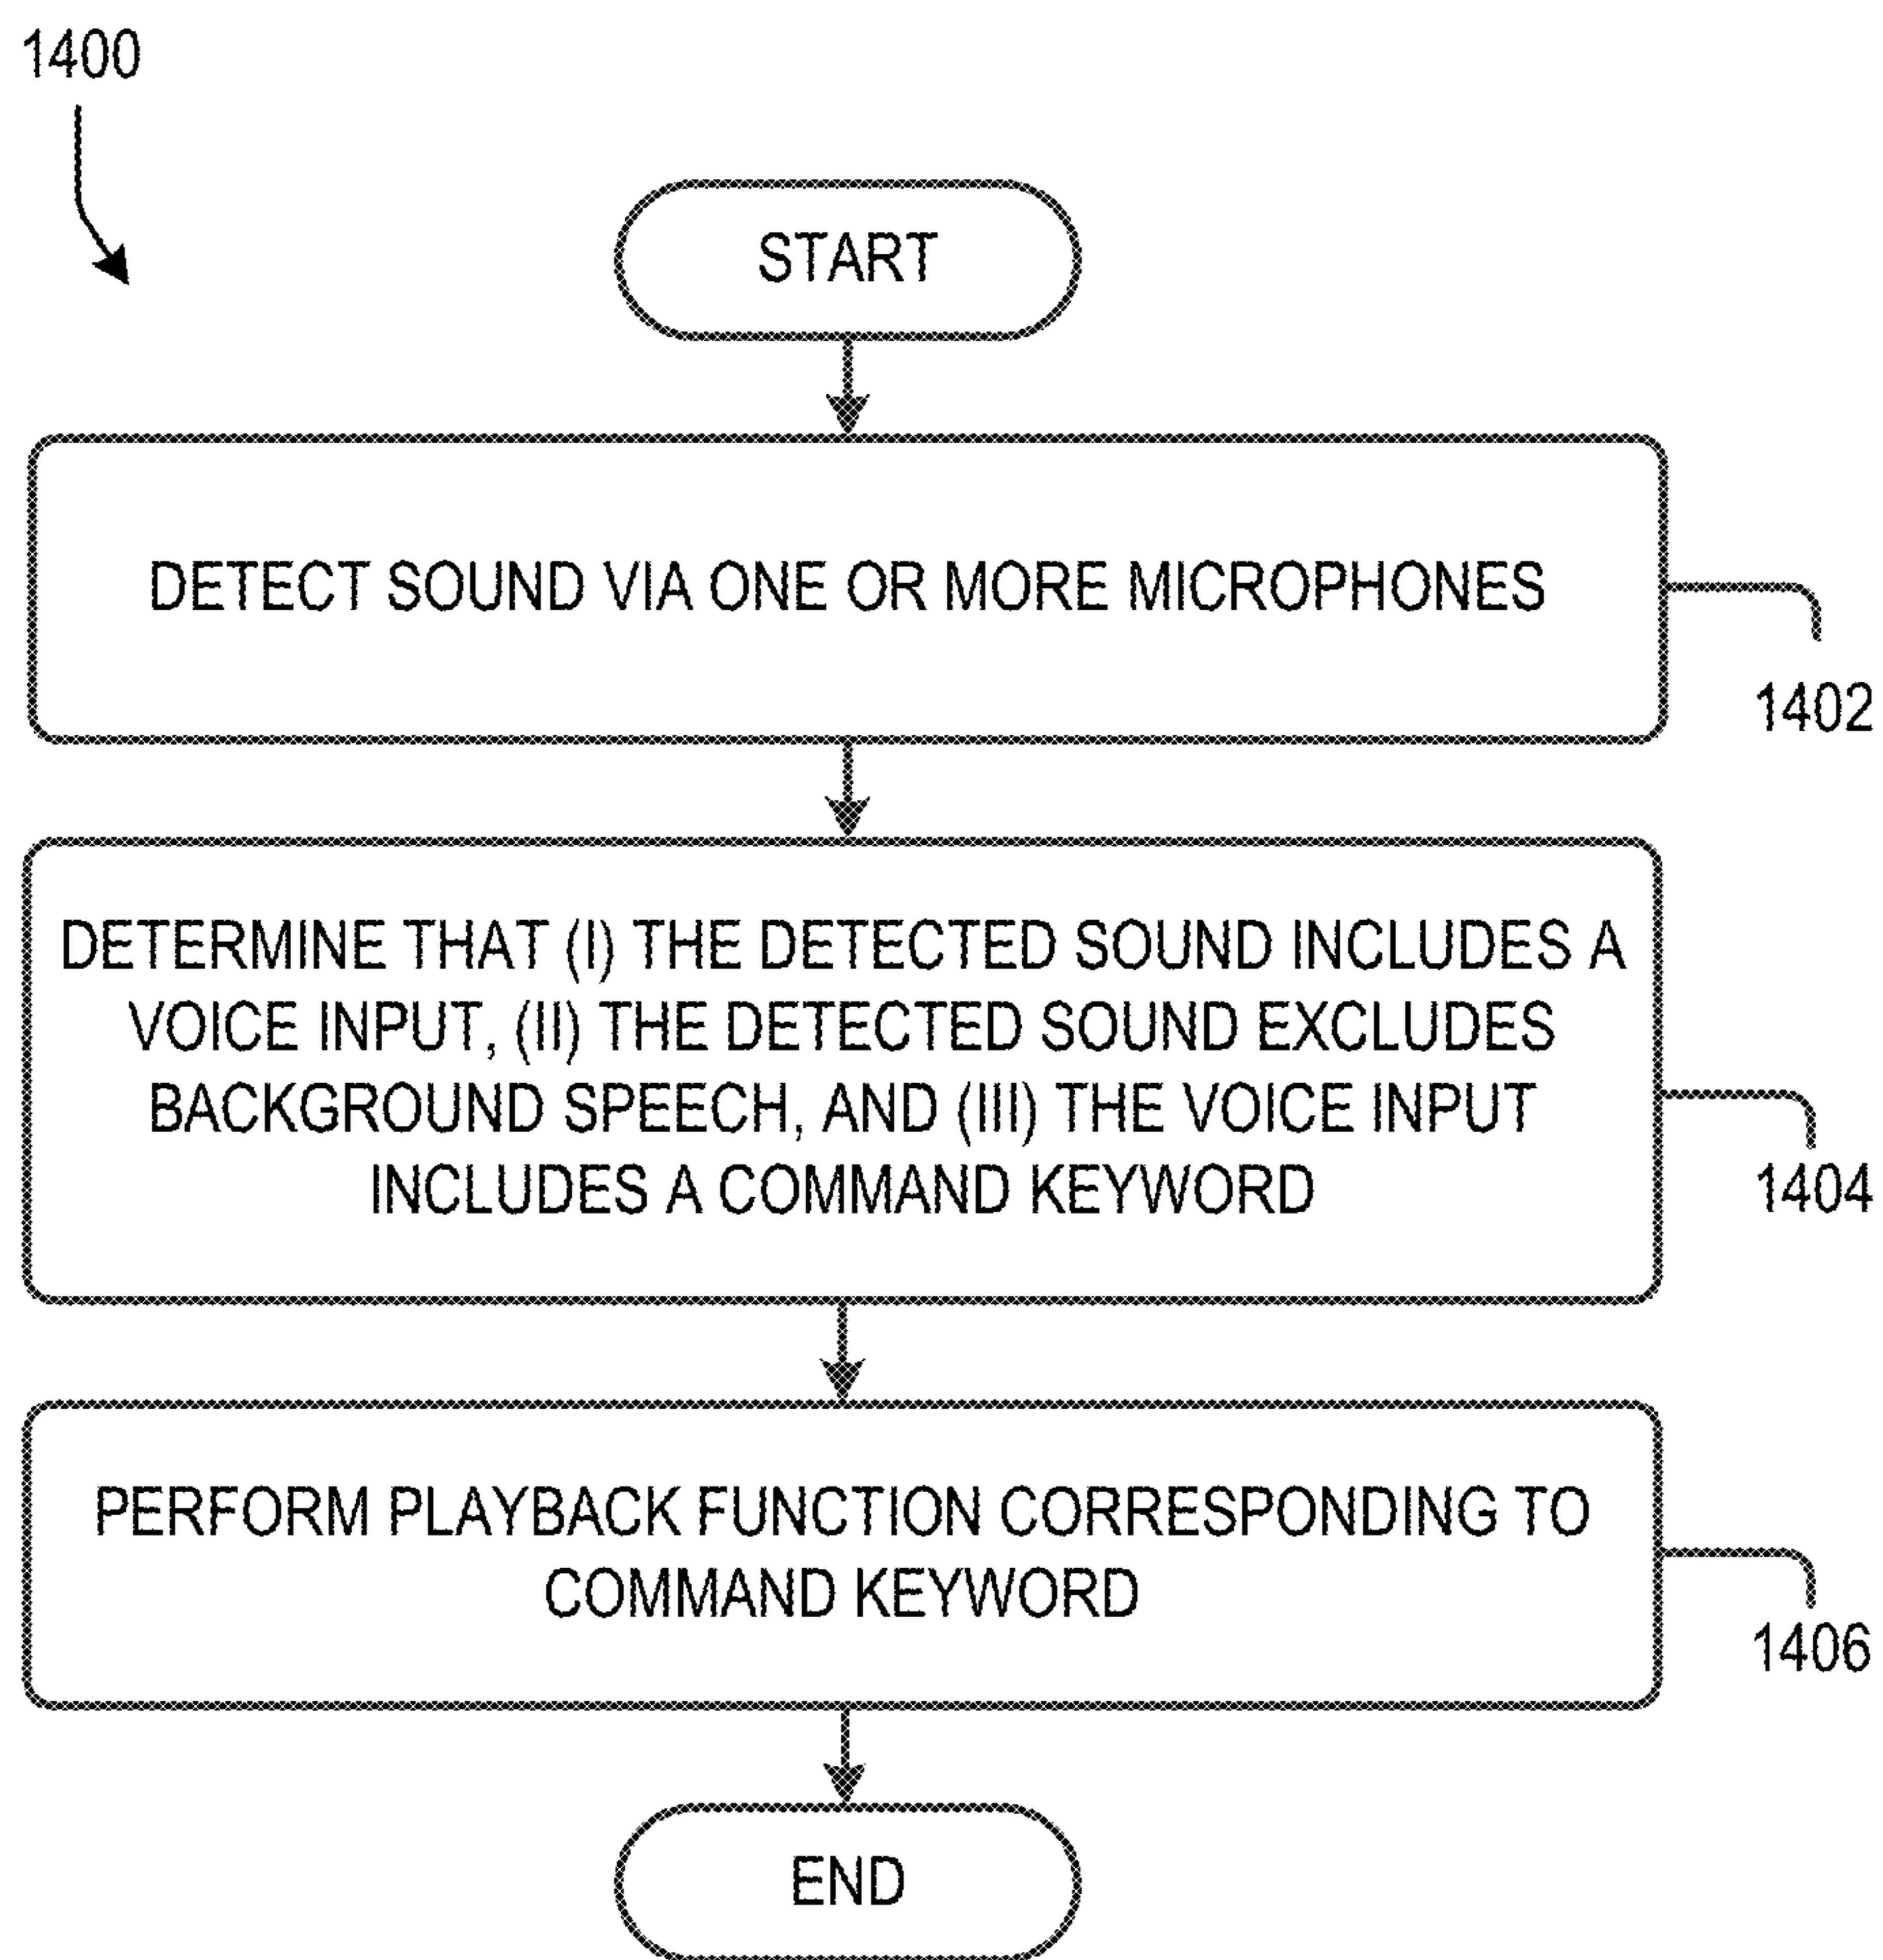 1400
START
DETECT SOUND VIA ONE OR MORE MICROPHONES
1402
DETERMINE THAT (I) THE DETECTED SOUND INCLUDES A
VOICE INPUT, (II) THE DETECTED SOUND EXCLUDES
BACKGROUND SPEECH, AND (III) THE VOICE INPUT
INCLUDES A COMMAND KEYWORD
1404
PERFORM PLAYBACK FUNCTION CORRESPONDING TO
COMMAND KEYWORD
1406
END